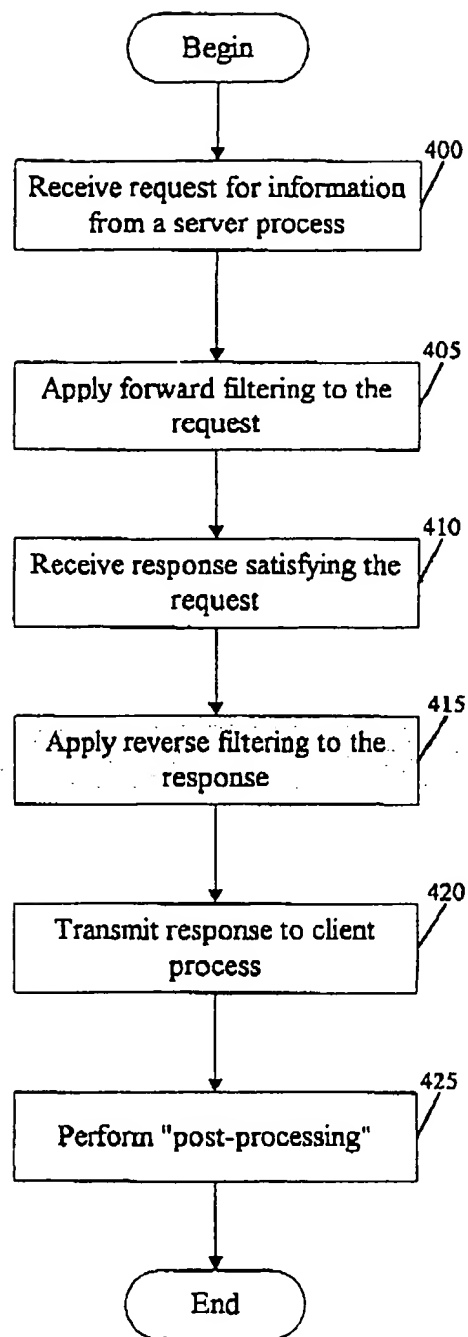 Begin
400
Receive request for information
from a server process
405
Apply forward filtering to the
request
410
Receive response satisfying the
request
415
Apply reverse filtering to the
response
420
Transmit response to client
process
425
Perform "post-processing"
End